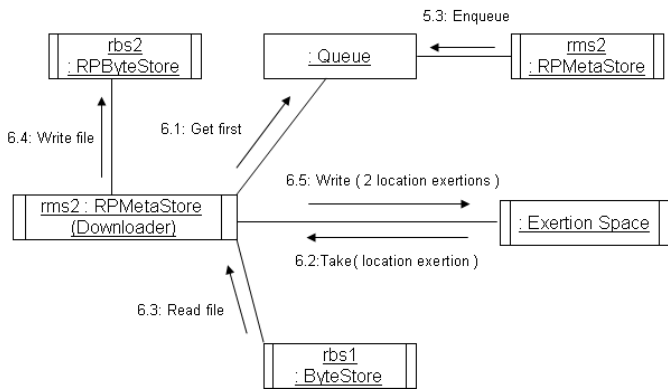 5.3: Enqueue
rbs2
: RPByteStore
: Queue
rms2
: RPMetaStore
6.1: Get first
6.4: Write file
6.5: Write ( 2 location exertions )
rms2 : RPMetaStore
(Downloader)
: Exertion Space
6.2:Take( location exertion )
6.3: Read file
rbs1
: ByteStore